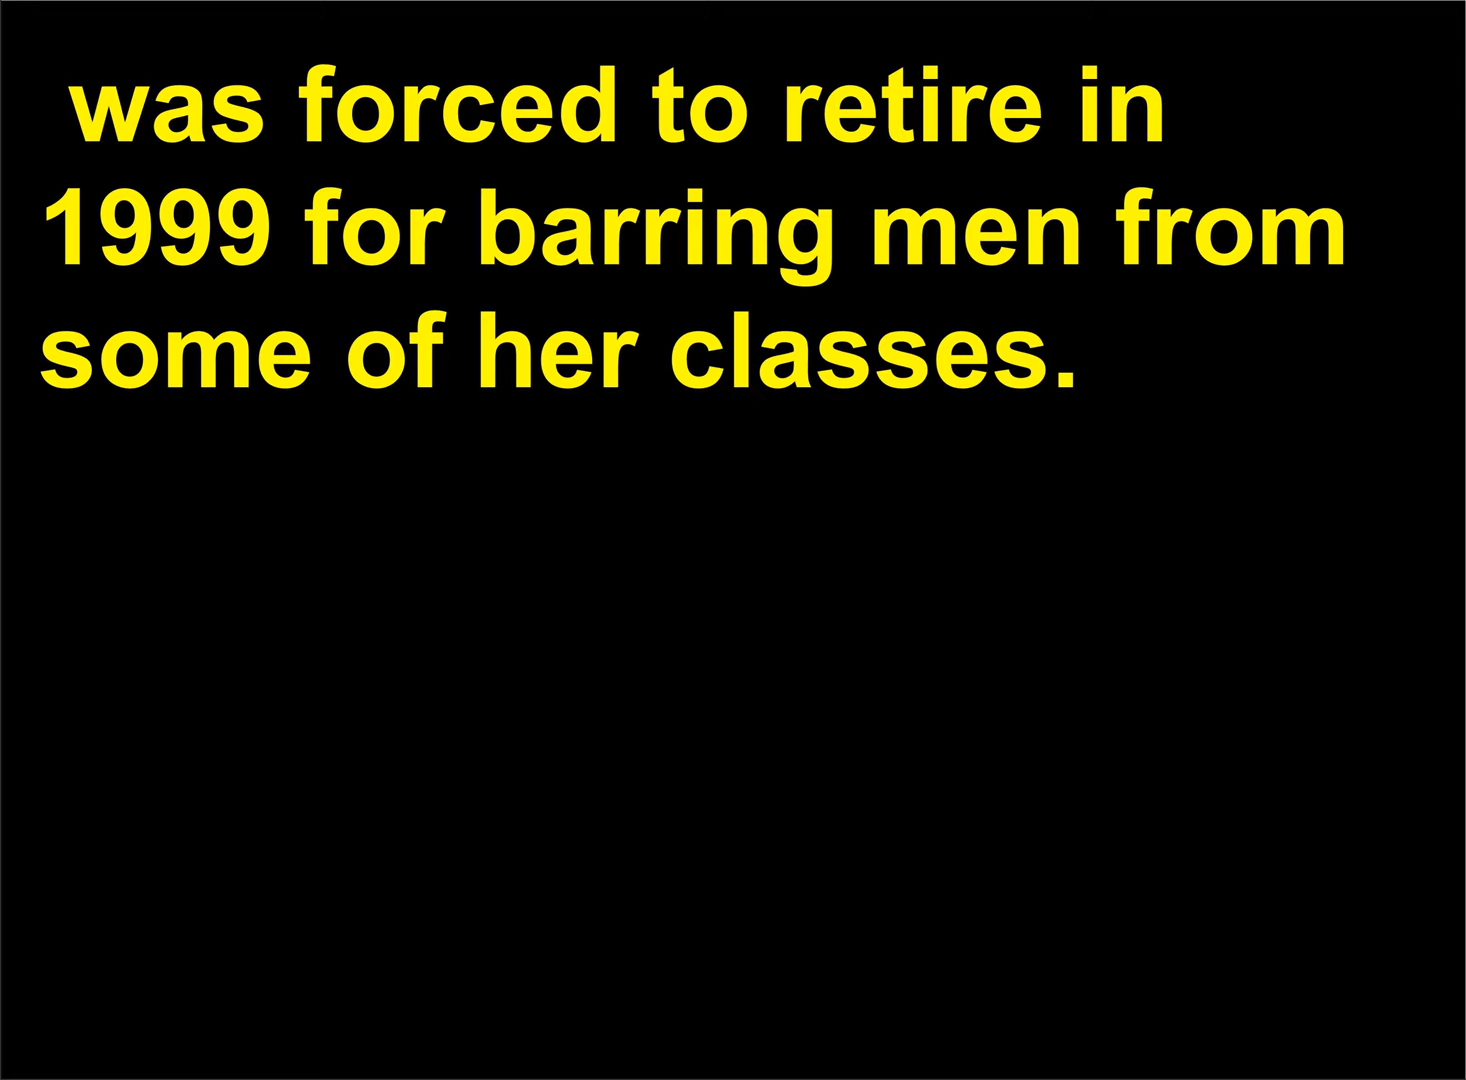 was forced to retire in
1999 for barring men from
some of her classes.